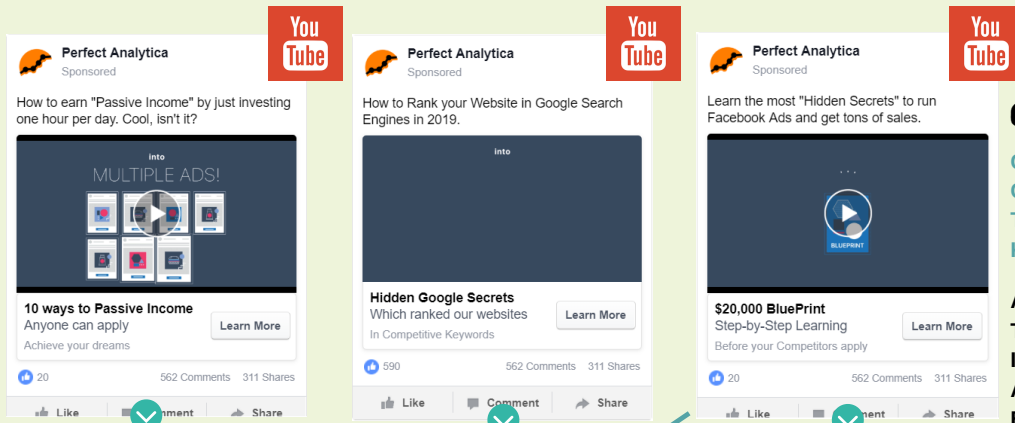 You
Tube
Perfect Analytica
Sponsored
How to earn "Passive Income" by just investing
one hour per day. Cool, isn't it?
into
MULTIPLE ADS!
10 ways to Passive Income
Anyone can apply
Achieve your dreams
Learn More
20
562 Comments 311 Shares
Like
Share
You
Tube
Perfect Analytica
Sponsored
How to Rank your Website in Google Search
Engines in 2019.
into
Hidden Google Secrets
Which ranked our websites
In Competitive Keywords
Learn More
590
562 Comments 311 Shares
Like Comment Share
You
Tube
Perfect Analytica
Sponsored
Learn the most "Hidden Secrets" to run
Facebook Ads and get tons of sales.
...
BLUEPRINT
$20,000 BluePrint
Step-by-Step Learning
Before your Competitors apply
Learn More
20
562 Comments 311 Shares
Like
Share